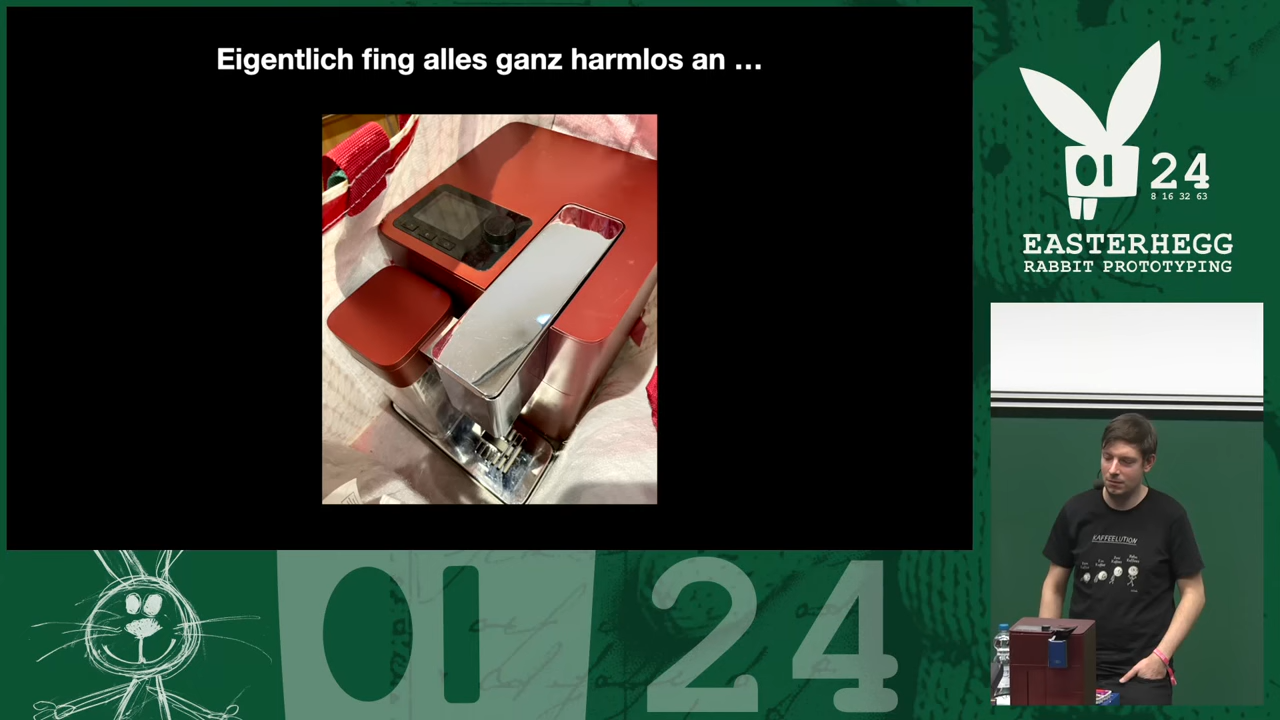 Eigentlich fing alles ganz harmlos an …
24
8 16 32 63
EASTERHEGG
RABBIT PROTOTYPING
KAFFEELUTION
24